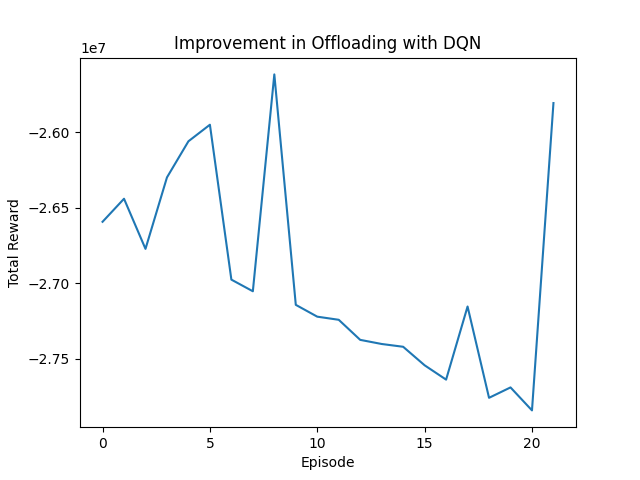 Improvement in Offloading with DQN
1e7
−2.60
−2.65
−2.70
−2.75
Total Reward
0 5 10 15 20
Episode